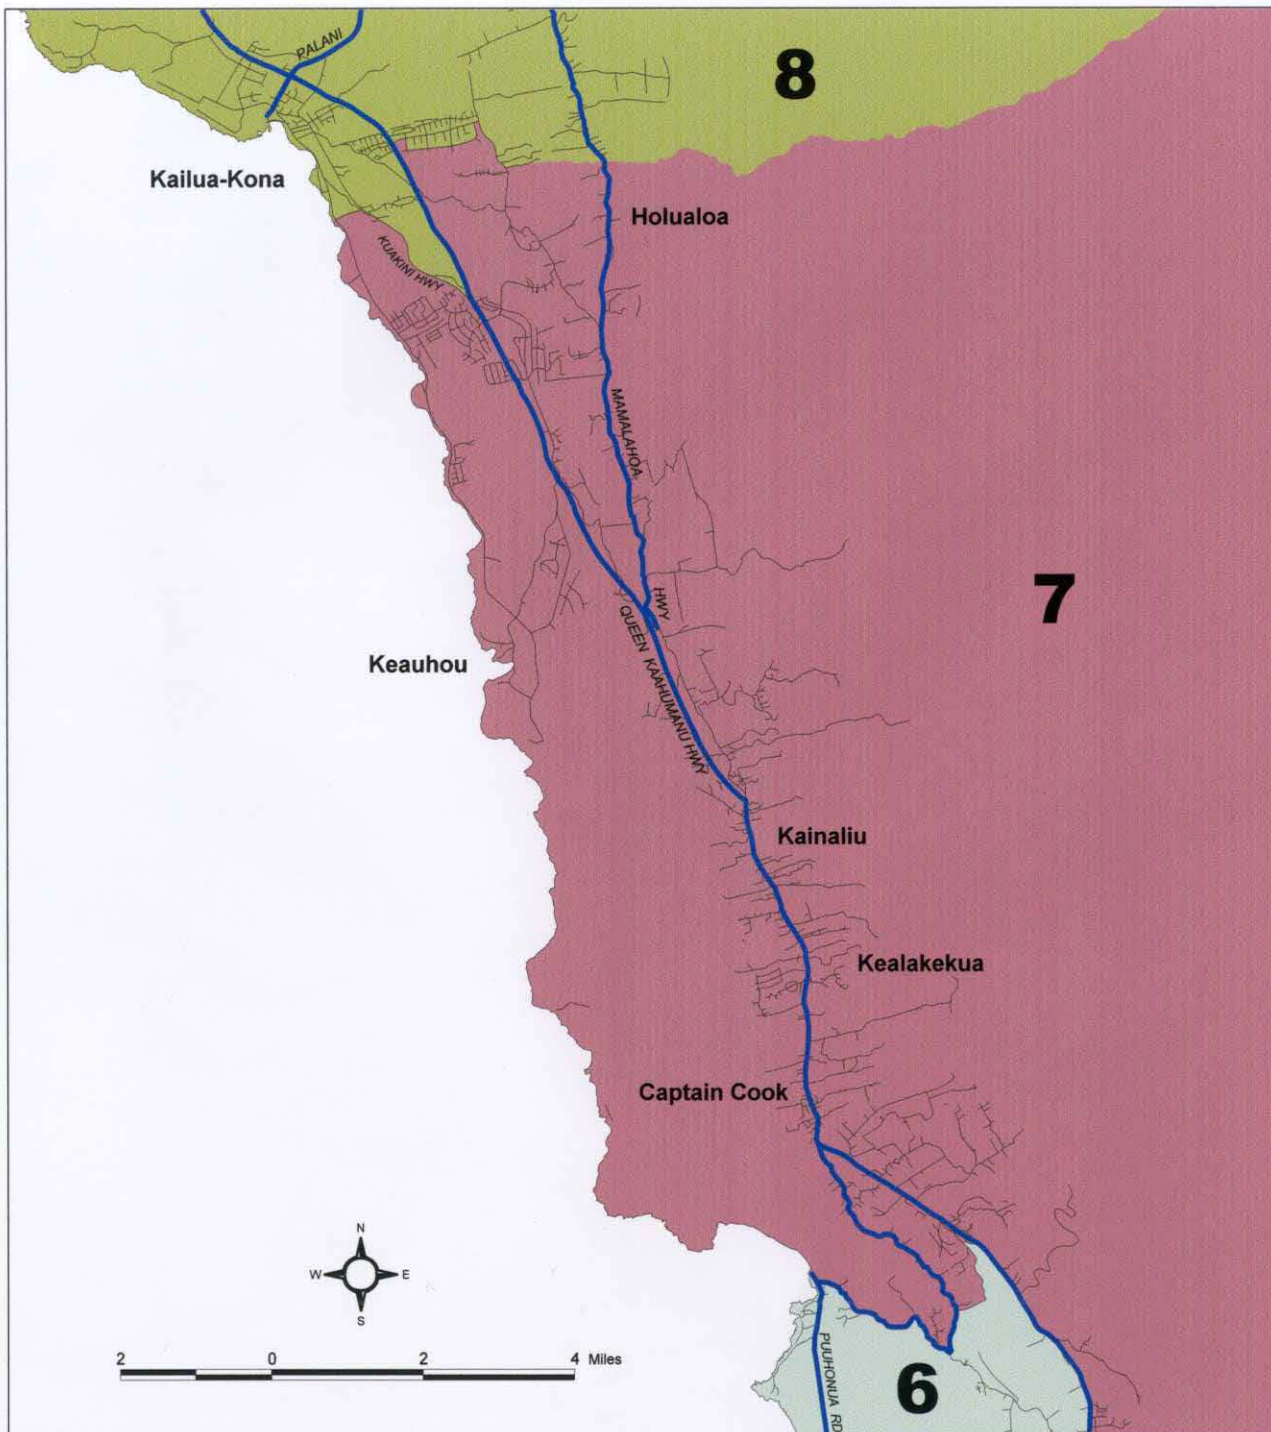 PALANI
8
Kailua-Kona
Holualoa
KUAKINI HWY
MAMALAHOA
HWY
7
QUEEN KAAHUMANU HWY
Keauhou
Kainaliu
Kealakekua
Captain Cook
N
W E
S
2 0 2 4 Miles
PUUHONUA RD
6